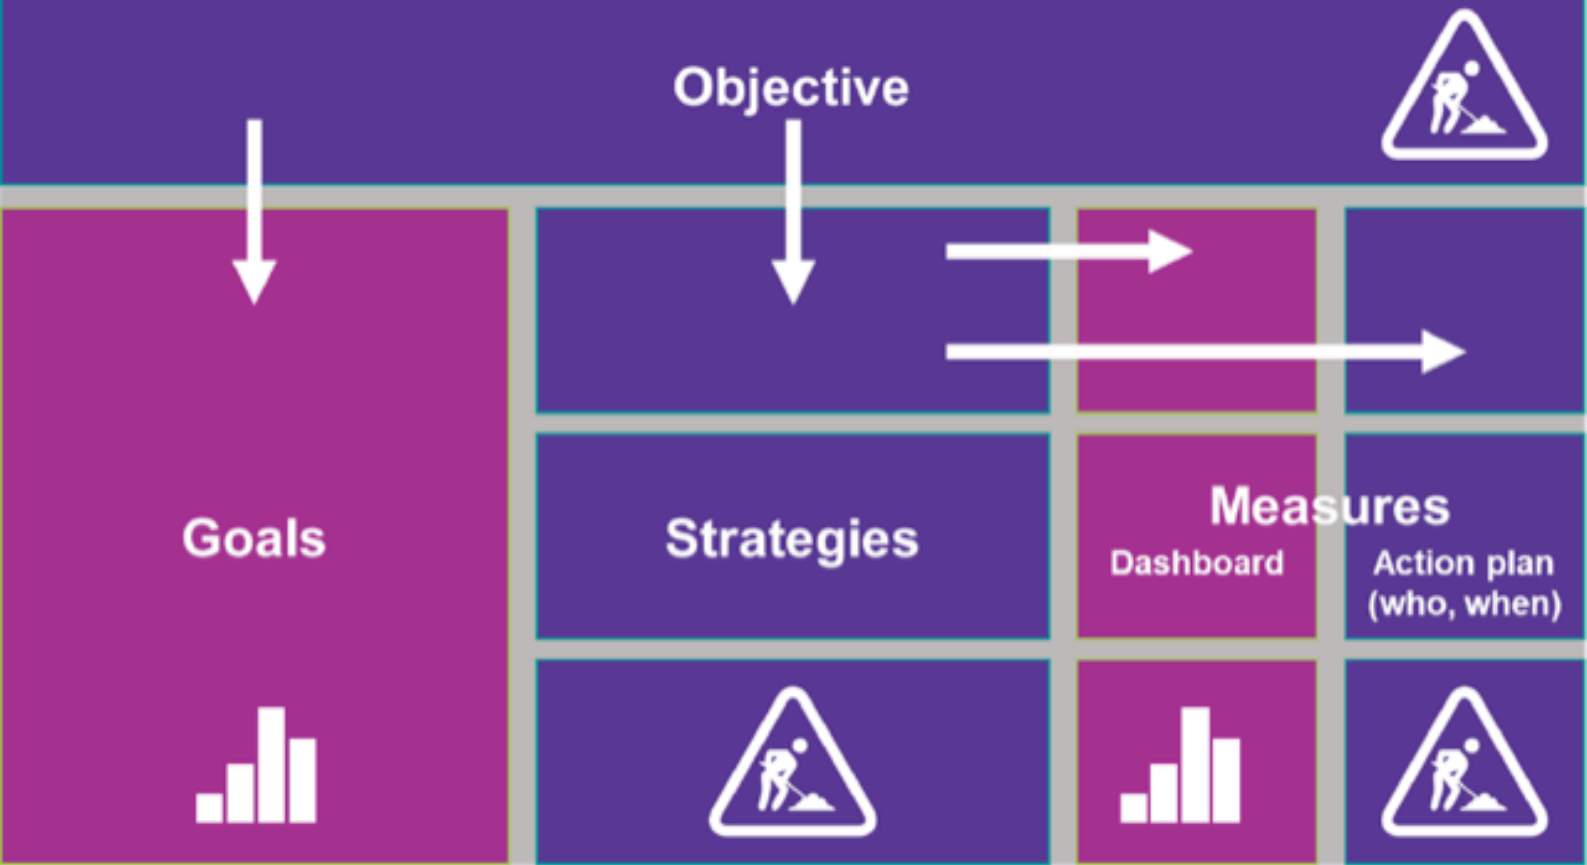 Objective
Goals
Strategies
Measures
Dashboard
Action plan
(who, when)